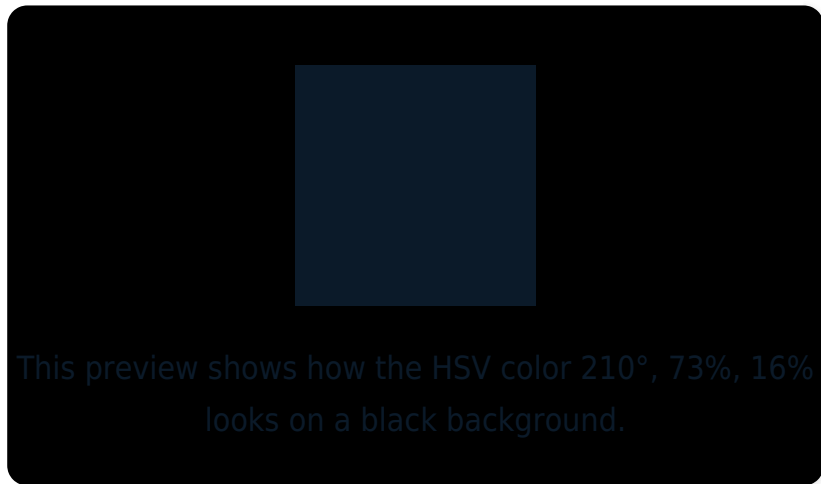 This preview shows how the HSV color 210°, 73%, 16%
looks on a black background.